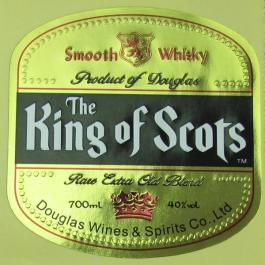 Smooth Whisky
Product of Douglas
The
King of Scots
TM
Rare Extra Old Blend
700ml 40%vol
Douglas Wines & Spirits Co. Ltd